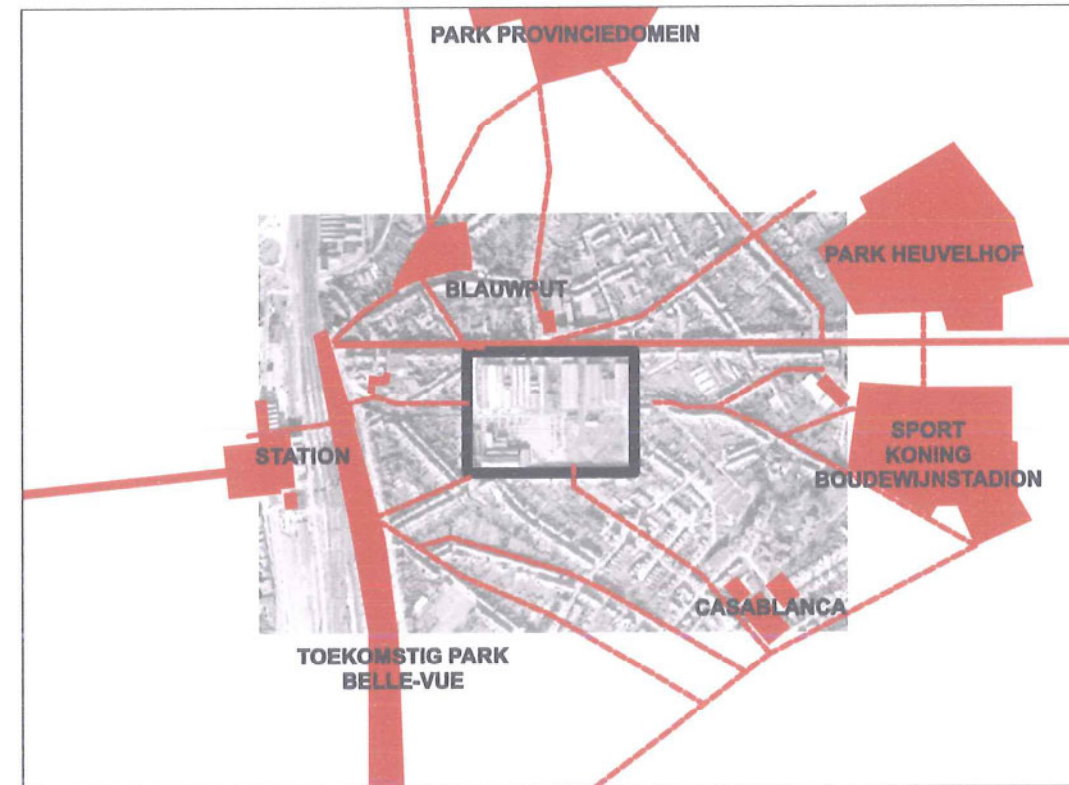 PARK PROVINCIEDOMEIN
PARK HEUVELHOF
BLAUWPUT
STATION
SPORT
KONING
BOUDEWIJNSTADION
CASABLANCA
TOEKOMSTIG PARK
BELLE-VUE